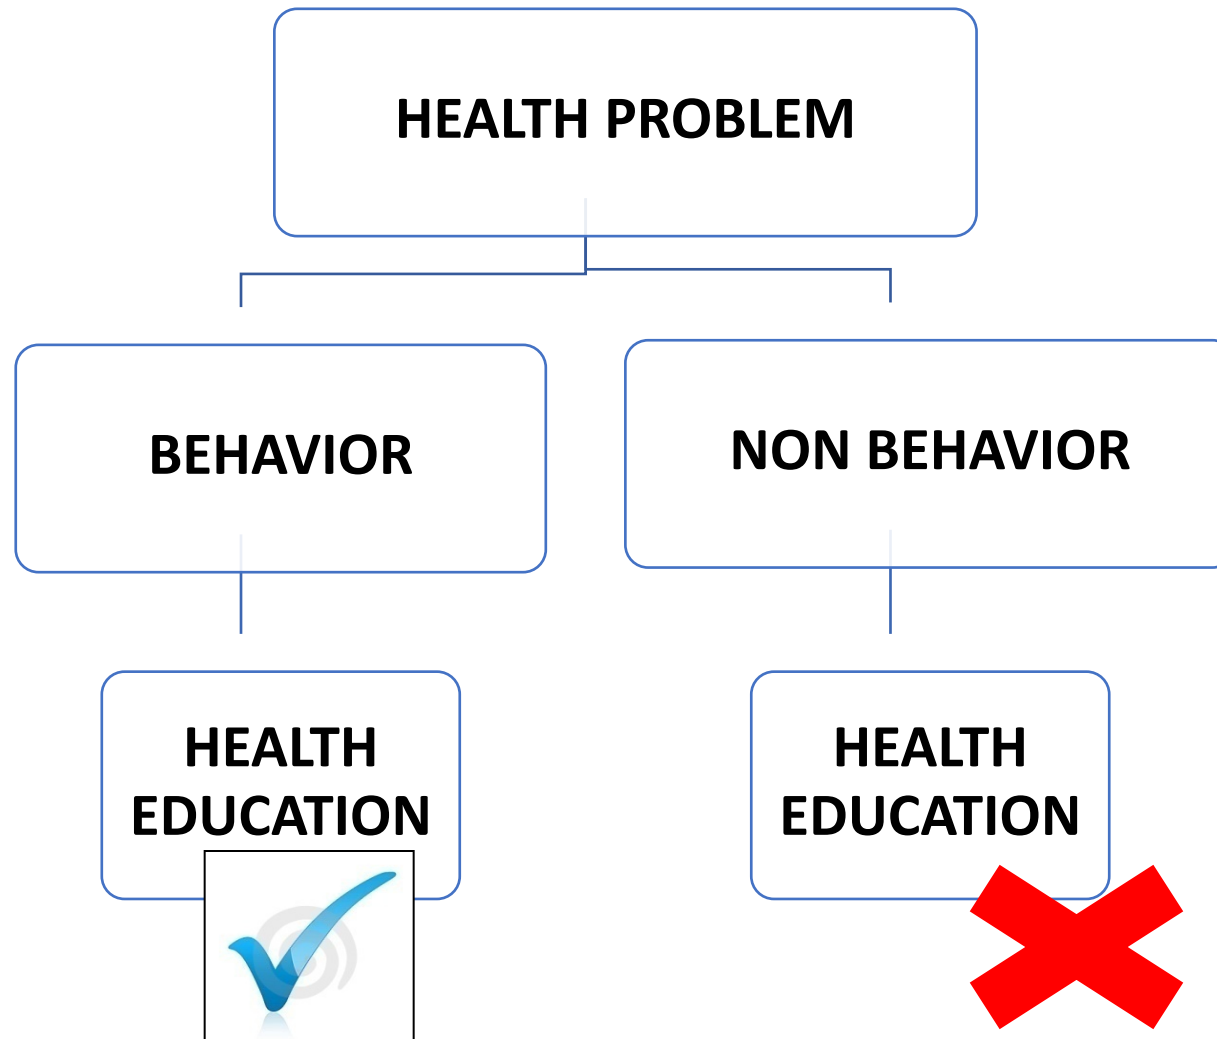 HEALTH PROBLEM
BEHAVIOR
NON BEHAVIOR
HEALTH
EDUCATION
HEALTH
EDUCATION